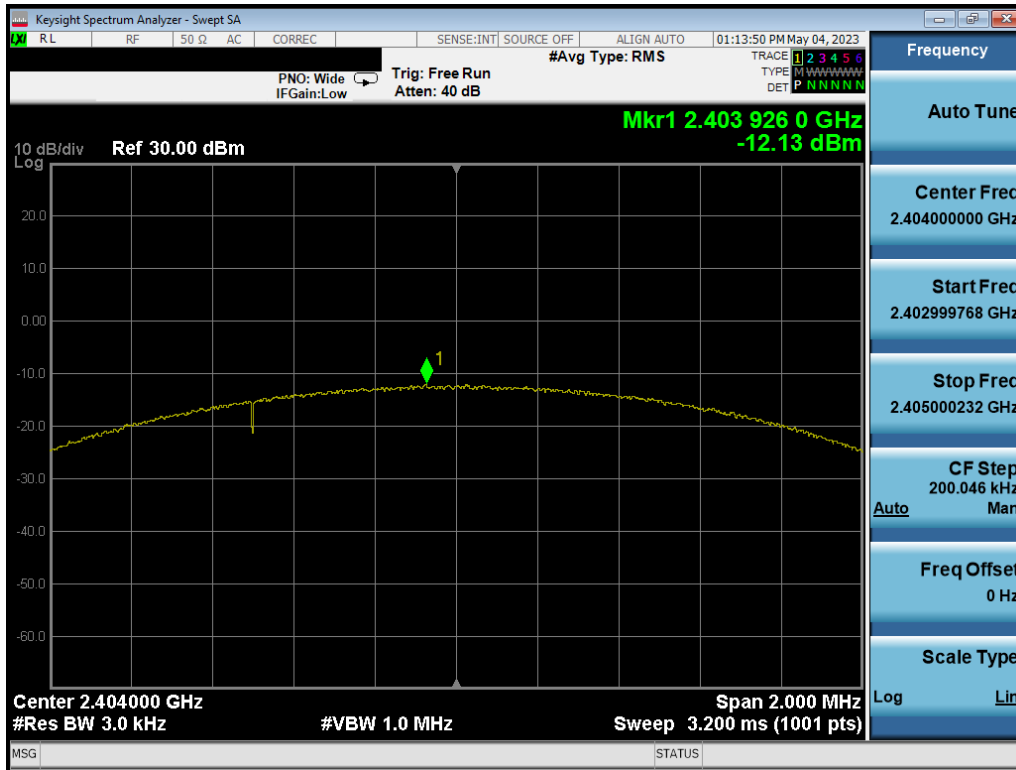 Keysight Spectrum Analyzer - Swept SA
LXI RL RF 50 Ω AC CORREC SENSE:INT SOURCE OFF ALIGN AUTO 01:13:50 PM May 04, 2023
#Avg Type: RMS
TRACE 1 2 3 4 5 6
PNO: Wide Trig: Free Run
TYPE M W W W W W
IFGain:Low Atten: 40 dB
DET P N N N N N
Mkr1 2.403 926 0 GHz
-12.13 dBm
10 dB/div Ref 30.00 dBm
Log
20.0
10.0
0.00
-10.0
1
-20.0
-30.0
-40.0
-50.0
-60.0
Center 2.404000 GHz Span 2.000 MHz
#Res BW 3.0 kHz #VBW 1.0 MHz Sweep 3.200 ms (1001 pts)
MSG STATUS
Frequency
Auto Tune
Center Freq
2.404000000 GHz
Start Freq
2.402999768 GHz
Stop Freq
2.405000232 GHz
CF Step
200.046 kHz
Auto Man
Freq Offset
0 Hz
Scale Type
Log Lin